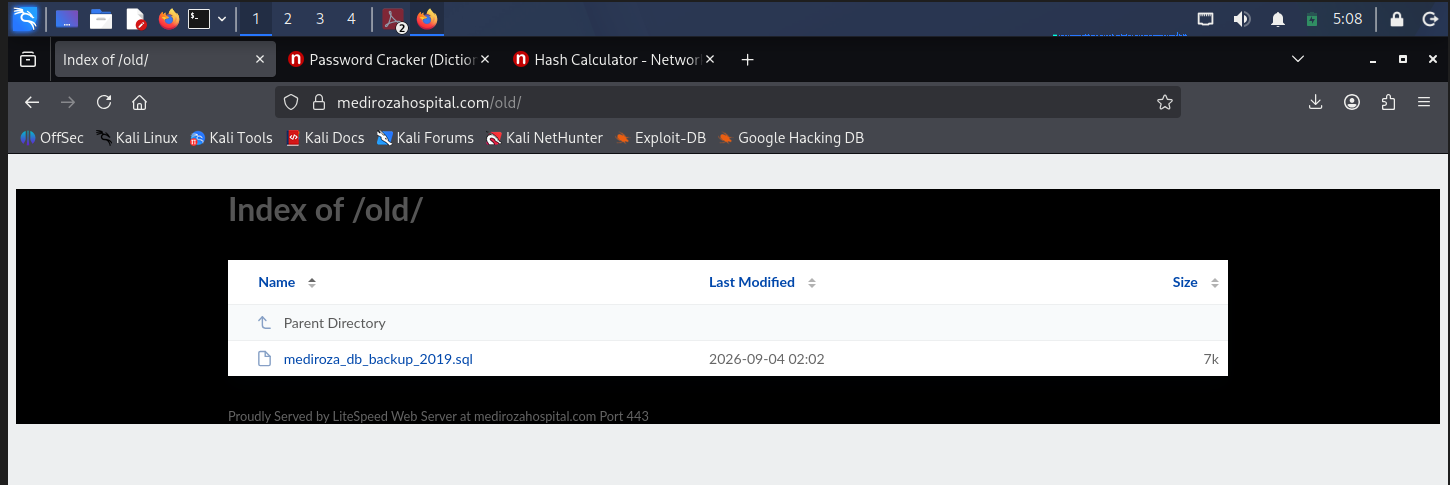 1 2 3 4 2 5:08
Index of /old/ Password Cracker (Diction Hash Calculator - Networ
medirozahospital.com/old/
OffSec Kali Linux Kali Tools Kali Docs Kali Forums Kali NetHunter Exploit-DB Google Hacking DB
Index of /old/
Name Last Modified Size
Parent Directory
mediroza_db_backup_2019.sql 2026-09-04 02:02 7k
Proudly Served by LiteSpeed Web Server at medirozahospital.com Port 443